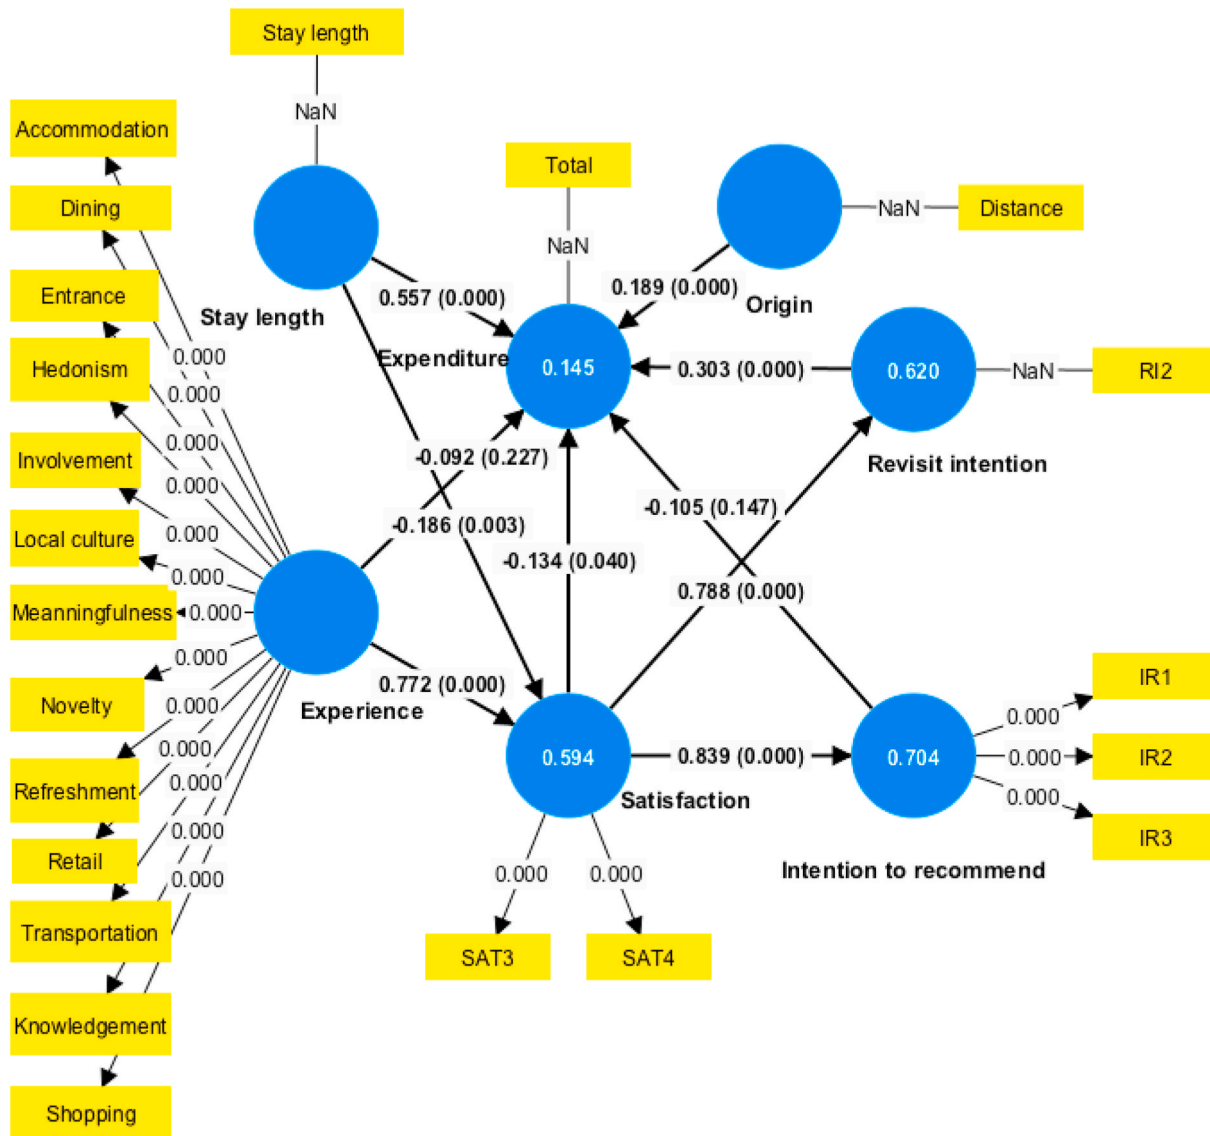 Stay length
NaN
Accommodation
Total
Dining
NaN
Distance
NaN
Entrance
0.557 (0.000)
0.189 (0.000)
Origin
Stay length
0.000
Expenditure
0.145
0.303 (0.000)
0.620
NaN
RI2
Hedonism
0.000
0.000
-0.092 (0.227)
Revisit intention
Involvement
0.000
-0.105 (0.147)
0.000
-0.186 (0.003)
Local culture
0.000
-0.134 (0.040)
0.788 (0.000)
Meanningfulness
0.000
0.000
0.772 (0.000)
IR1
Novelty
0.000
Experience
0.000
0.000
0.594
0.839 (0.000)
0.704
0.000
IR2
Refreshment
0.000
Satisfaction
0.000
0.000
IR3
Retail
0.000
0.000
0.000
Intention to recommend
Transportation
SAT3
SAT4
Knowledgement
Shopping